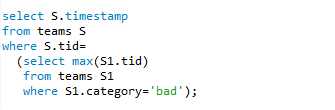 select S.timestamp
from teams S
where S.tid=
(select max(S1.tid)
from teams S1
where S1.category='bad');